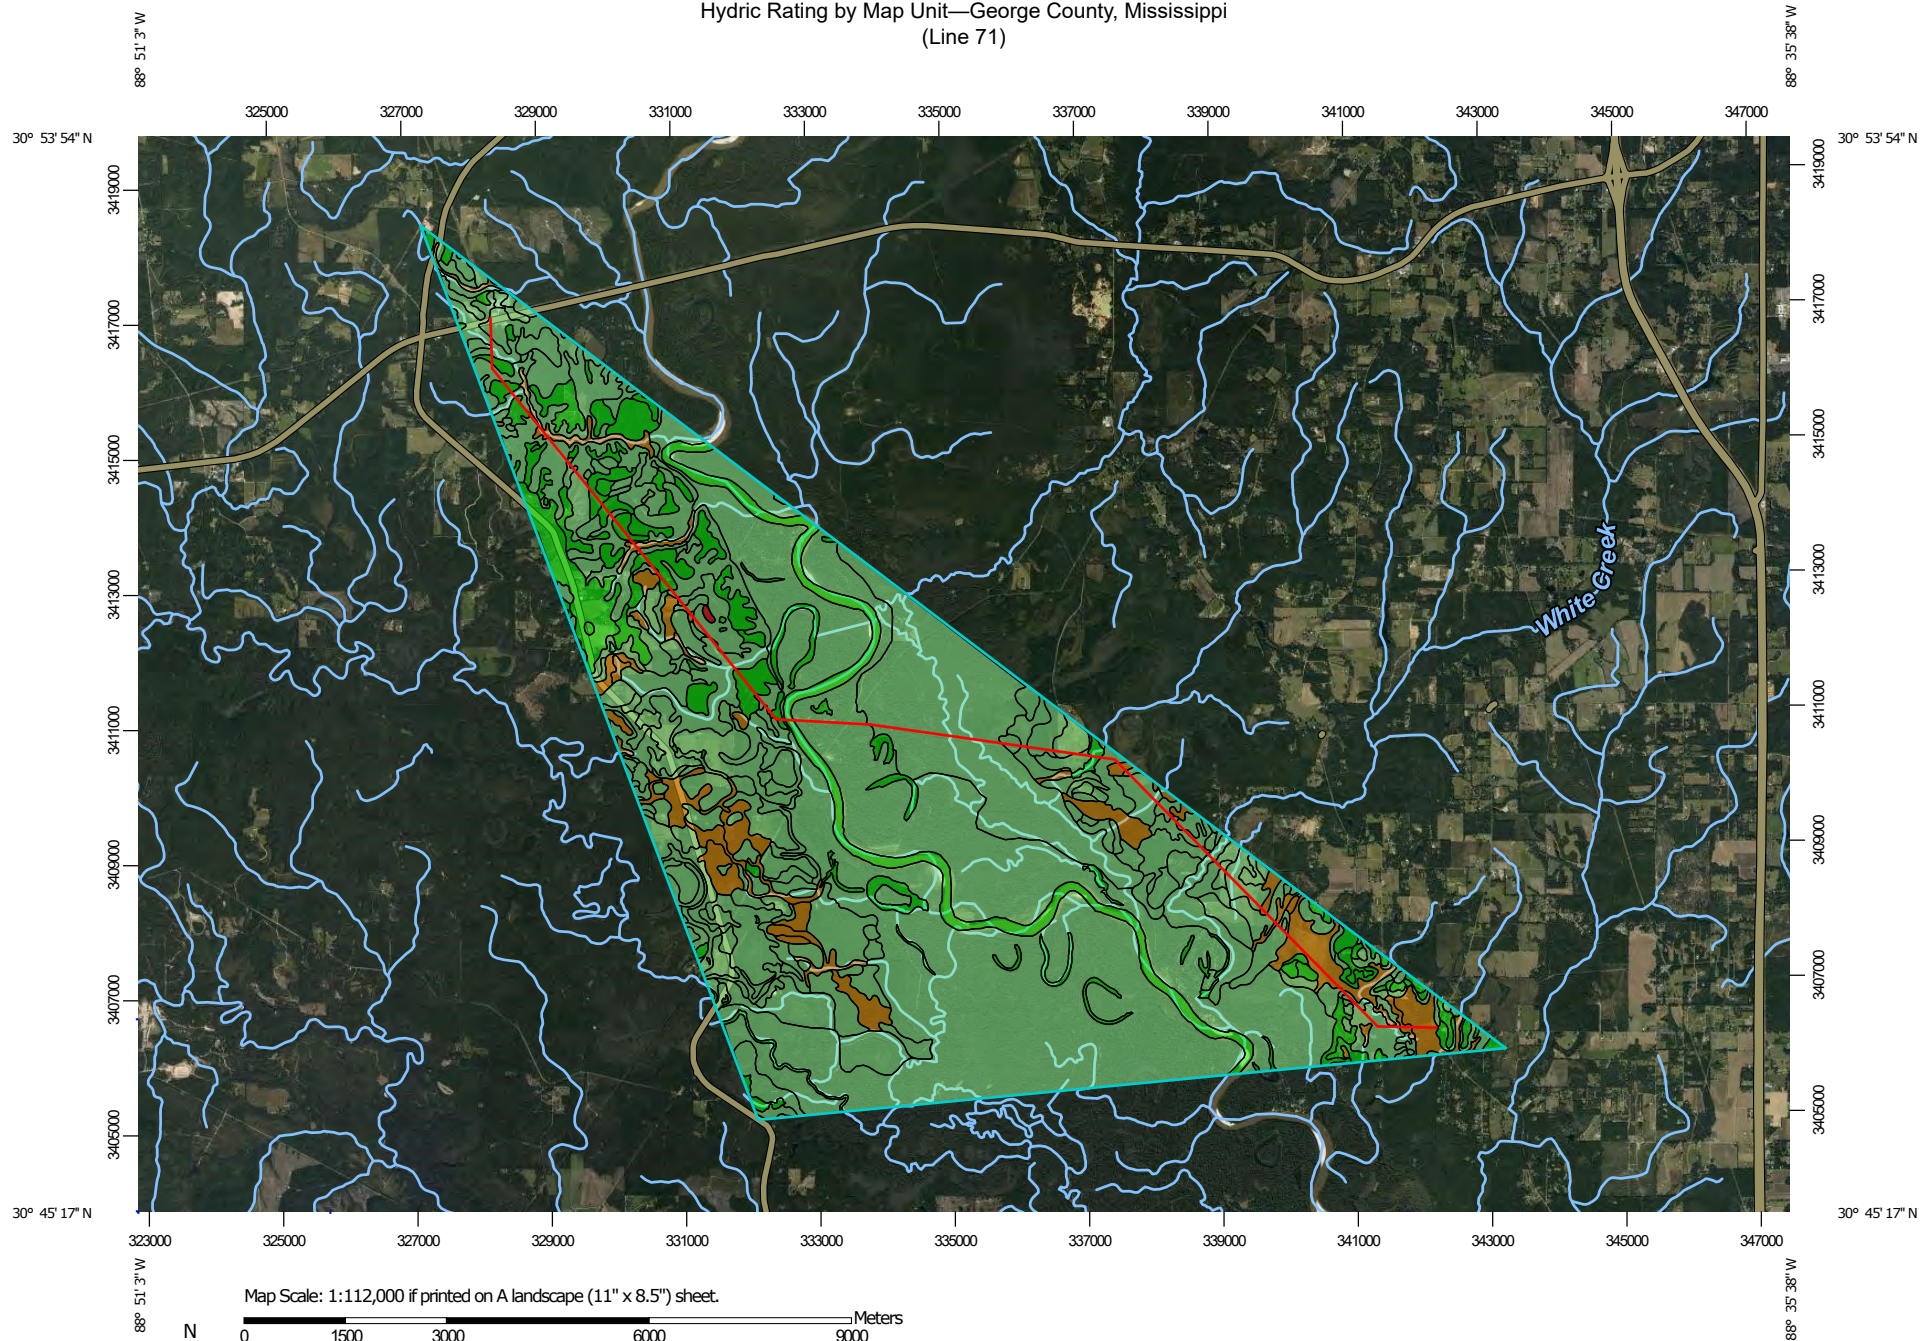 Hydric Rating by Map Unit—George County, Mississippi
(Line 71)
88° 51' 3" W
88° 35' 38" W
325000 327000 329000 331000 333000 335000 337000 339000 341000 343000 345000 347000
30° 53' 54" N
30° 53' 54" N
3419000
3417000
3415000
3413000
3411000
3409000
3407000
3405000
3419000
3417000
3415000
3413000
3411000
3409000
3407000
3405000
White Creek
30° 45' 17" N
30° 45' 17" N
323000 325000 327000 329000 331000 333000 335000 337000 339000 341000 343000 345000 347000
88° 51' 3" W
88° 35' 38" W
Map Scale: 1:112,000 if printed on A landscape (11" x 8.5") sheet.
Meters
N
0 1500 3000 6000 9000